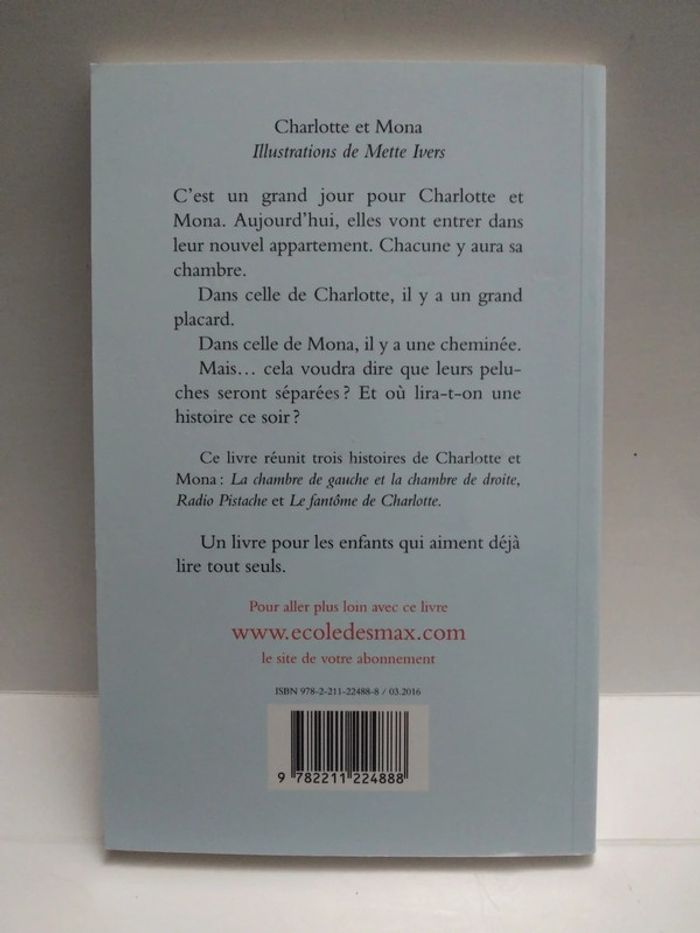 Charlotte et Mona
Illustrations de Mette Ivers
C'est un grand jour pour Charlotte et
Mona. Aujourd'hui, elles vont entrer dans
leur nouvel appartement. Chacune y aura sa
chambre.
Dans celle de Charlotte, il y a un grand
placard.
Dans celle de Mona, il y a une cheminée.
Mais… cela voudra dire que leurs pelu-
ches seront séparées ? Et où lira-t-on une
histoire ce soir ?
Ce livre réunit trois histoires de Charlotte et
Mona : La chambre de gauche et la chambre de droite,
Radio Pistache et Le fantôme de Charlotte.
Un livre pour les enfants qui aiment déjà
lire tout seuls.
Pour aller plus loin avec ce livre
www.ecoledesmax.com
le site de votre abonnement
ISBN 978-2-211-22488-8 / 03.2016
9 782211 224888